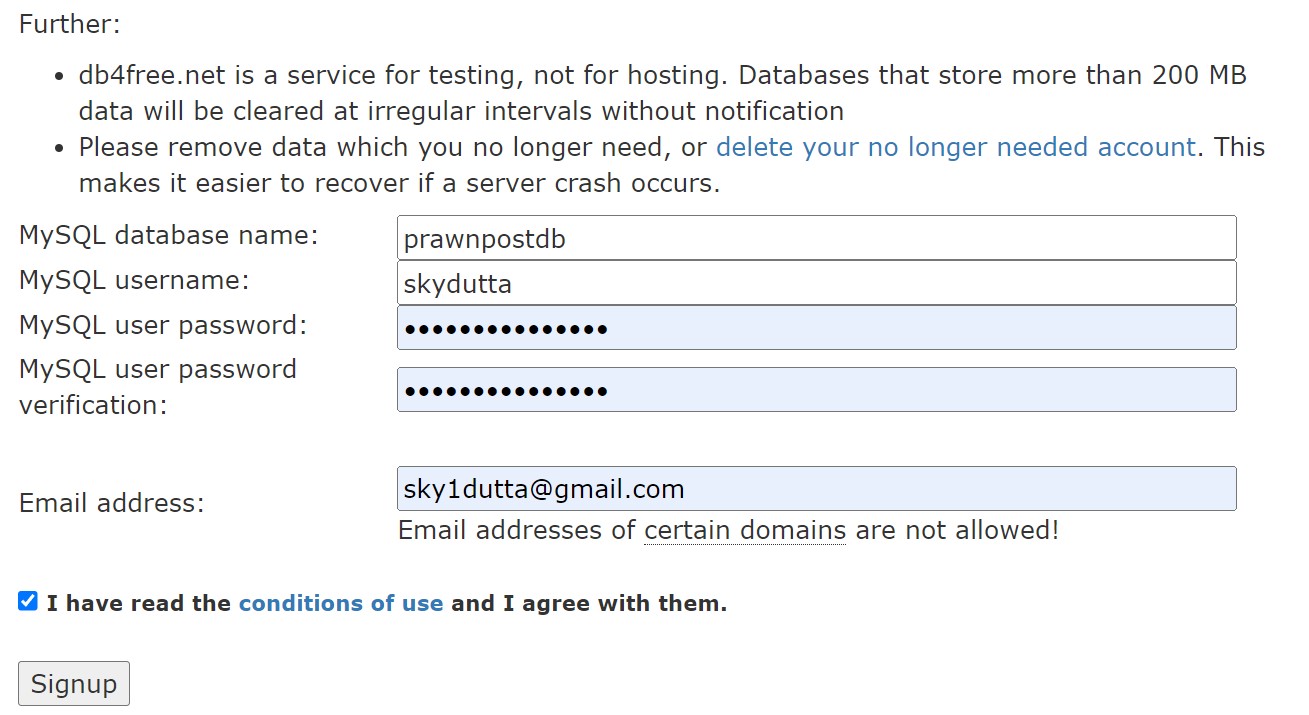 Further:
• db4free.net is a service for testing, not for hosting. Databases that store more than 200 MB
data will be cleared at irregular intervals without notification
• Please remove data which you no longer need, or delete your no longer needed account. This
makes it easier to recover if a server crash occurs.
MySQL database name: prawnpostdb
MySQL username: skydutta
MySQL user password: •••••••••••••••
MySQL user password
verification: •••••••••••••••
Email address: sky1dutta@gmail.com
Email addresses of certain domains are not allowed!
I have read the conditions of use and I agree with them.
Signup